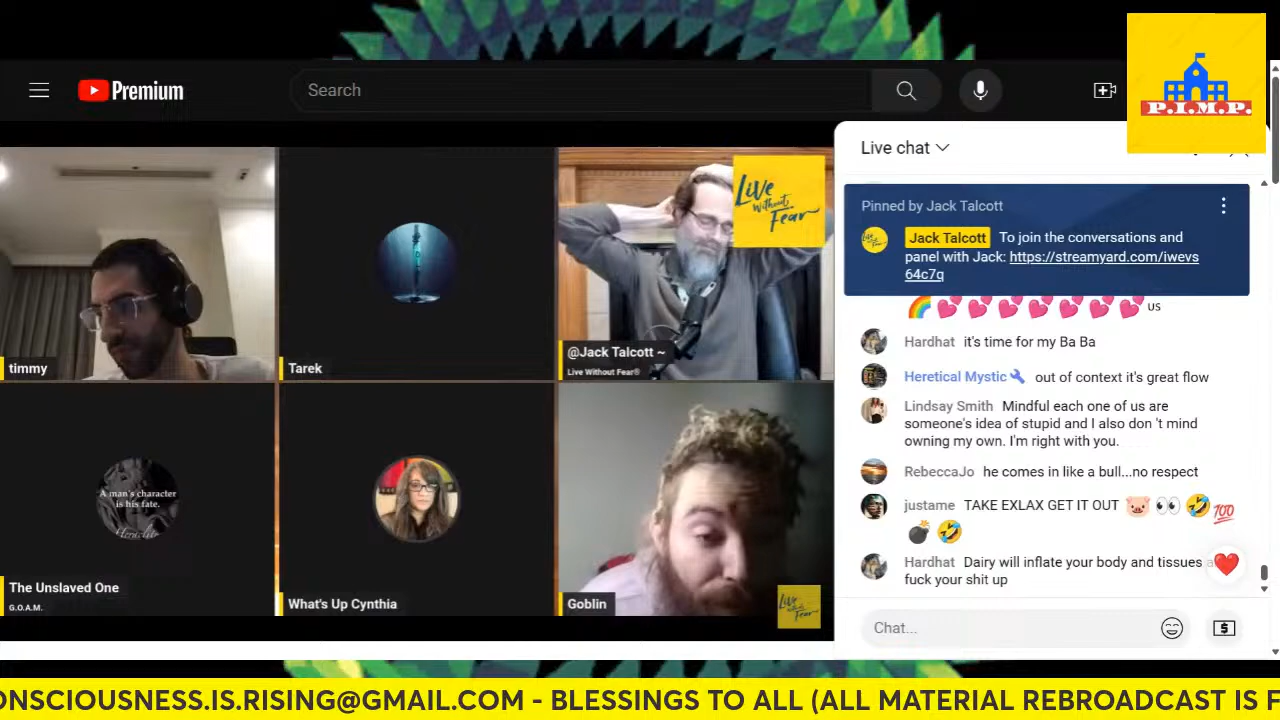 Premium
Search
P.I.M.P.
Live chat
Pinned by Jack Talcott
Jack Talcott To join the conversations and
panel with Jack: https://streamyard.com/iwevs
64c7q
🌈 💕 💕 💕 💕 💕 💕 💕 us
Hardhat it's time for my Ba Ba
Heretical Mystic out of context it's great flow
Lindsay Smith Mindful each one of us are
someone's idea of stupid and I also don 't mind
owning my own. I'm right with you.
RebeccaJo he comes in like a bull...no respect
justame TAKE EXLAX GET IT OUT 🐷 👀 🤣 💯
💣 🤣
Hardhat Dairy will inflate your body and tissues
fuck your shit up
Chat...
Live
Without
Fear
timmy
Tarek
@Jack Talcott ~
Live Without Fear®
A man's character
is his fate.
The Unslaved One
G.O.A.M.
What's Up Cynthia
Goblin
Live
Without
Fear
ONSCIOUSNESS.IS.RISING@GMAIL.COM - BLESSINGS TO ALL (ALL MATERIAL REBROADCAST IS F